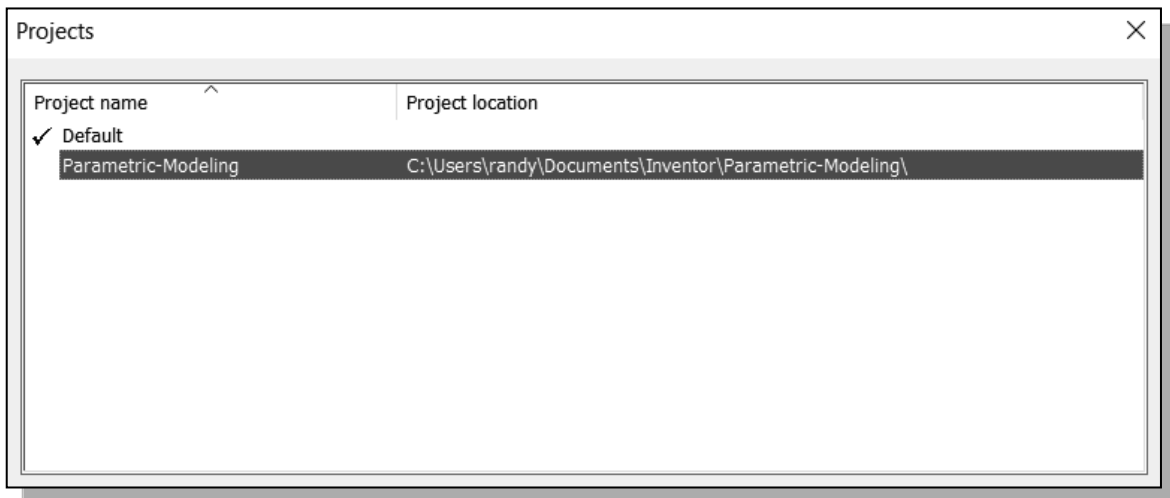 Projects
Project name Project location
Default
Parametric-Modeling C:\Users\randy\Documents\Inventor\Parametric-Modeling\